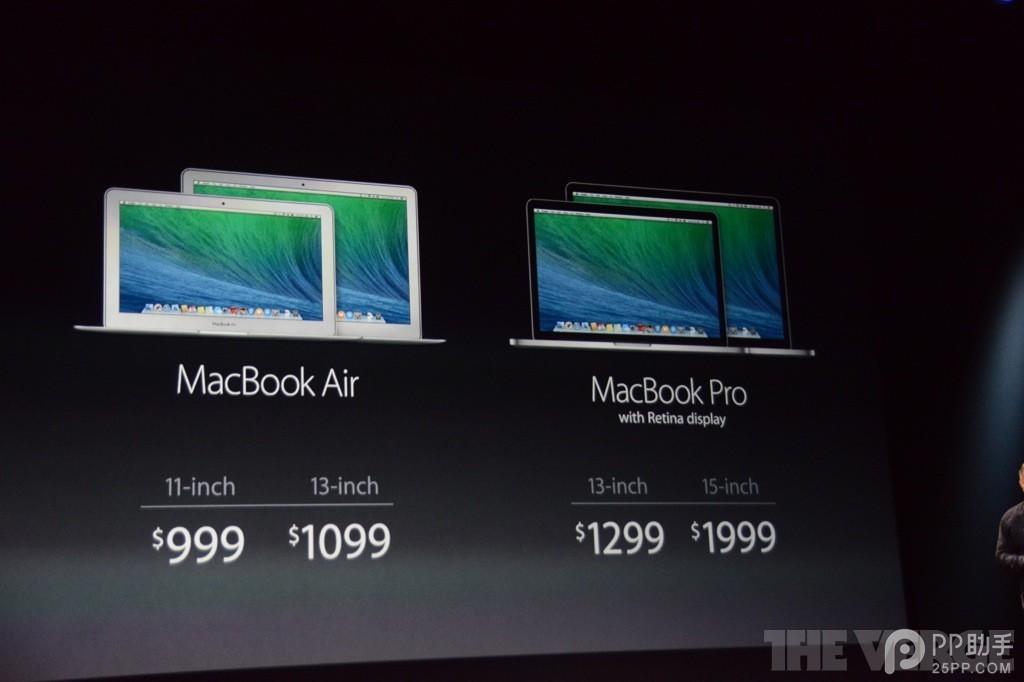 MacBook Air
MacBook Pro
with Retina display
11-inch 13-inch
$999 $1099
13-inch 15-inch
$1299 $1999
THE VERGE
PP助手
25PP.COM